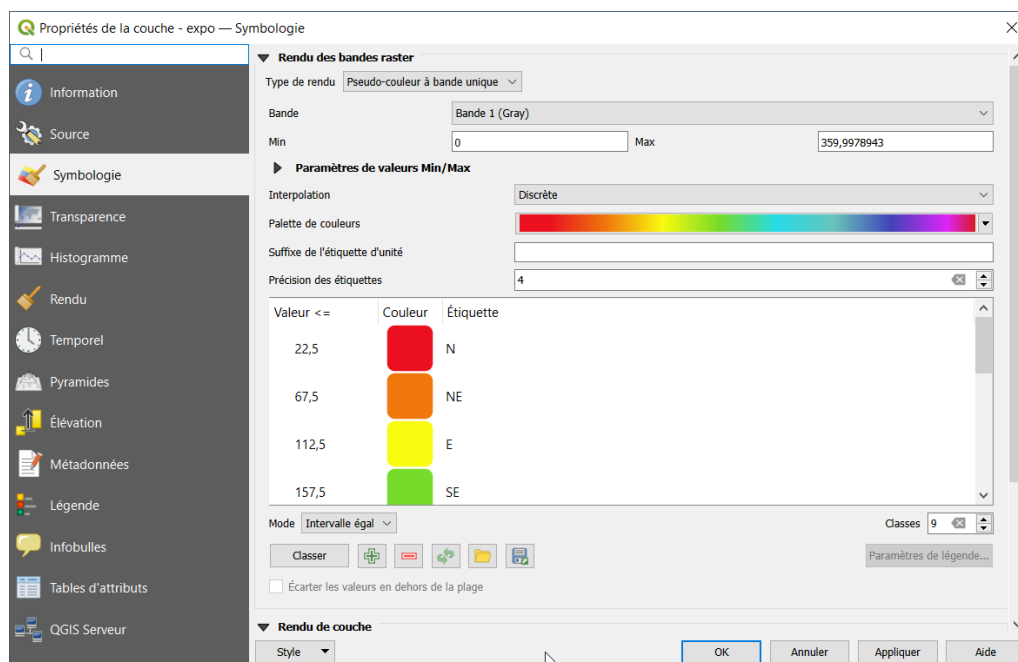 Propriétés de la couche - expo — Symbologie
Information
Source
Symbologie
Transparence
Histogramme
Rendu
Temporel
Pyramides
Élévation
Métadonnées
Légende
Infobulles
Tables d'attributs
QGIS Serveur
Rendu des bandes raster
Type de rendu Pseudo-couleur à bande unique
Bande Bande 1 (Gray)
Min 0 Max 359,9978943
Paramètres de valeurs Min/Max
Interpolation Discrète
Palette de couleurs
Suffixe de l'étiquette d'unité
Précision des étiquettes 4
Valeur <= Couleur Étiquette
22,5 N
67,5 NE
112,5 E
157,5 SE
Mode Intervalle égal Classes 9
Classer Paramètres de légende...
Écarter les valeurs en dehors de la plage
Rendu de couche
Style OK Annuler Appliquer Aide